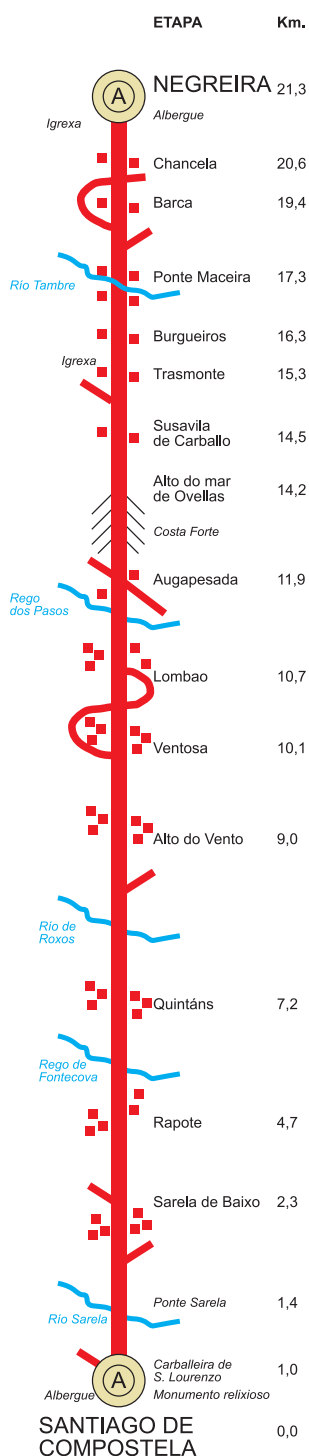 ETAPA Km.
A NEGREIRA 21,3
Igrexa Albergue
Chancela 20,6
Barca 19,4
Ponte Maceira 17,3
Río Tambre
Burgueiros 16,3
Igrexa
Trasmonte 15,3
Susavila
de Carballo 14,5
Alto do mar
de Ovellas 14,2
Costa Forte
Augapesada 11,9
Rego
dos Pasos
Lombao 10,7
Ventosa 10,1
Alto do Vento 9,0
Río de
Roxos
Quintáns 7,2
Rego de
Fontecova
Rapote 4,7
Sarela de Baixo 2,3
Ponte Sarela 1,4
Río Sarela
Carballeira de
S. Lourenzo 1,0
A
Albergue Monumento relixioso
SANTIAGO DE
COMPOSTELA 0,0